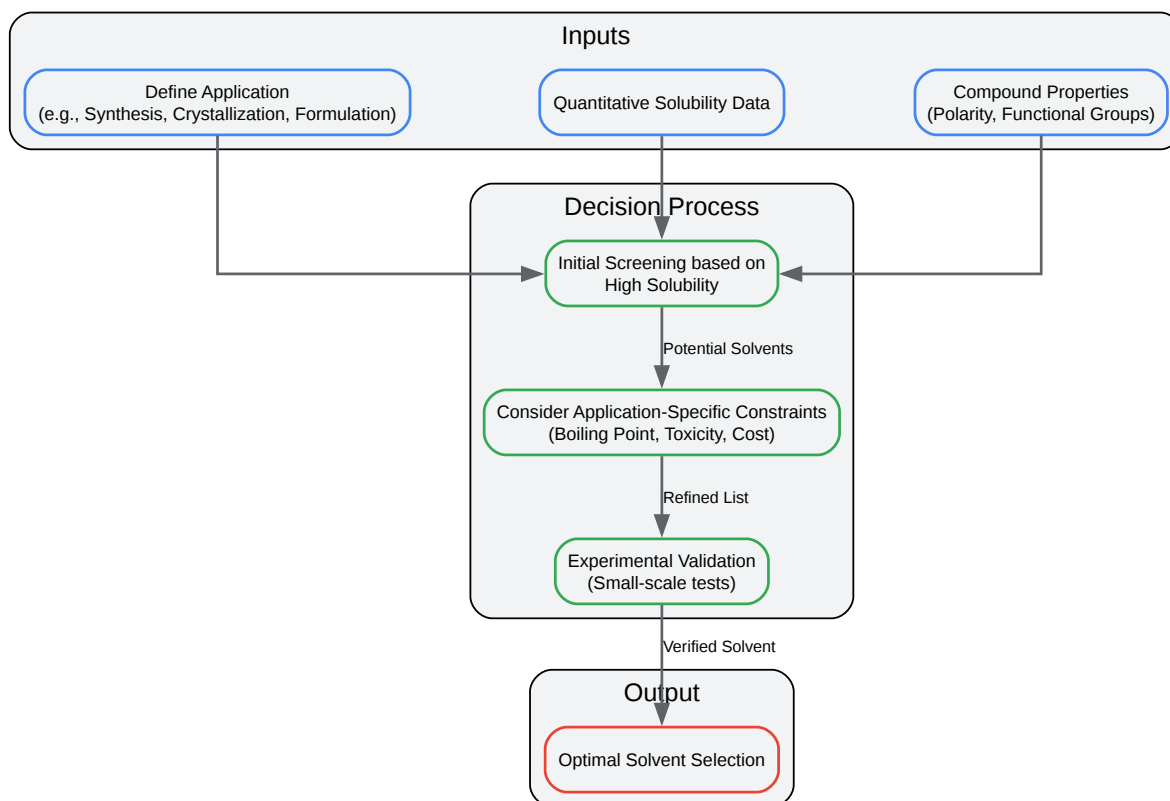 Inputs
Define Application
(e.g., Synthesis, Crystallization, Formulation)
Quantitative Solubility Data
Compound Properties
(Polarity, Functional Groups)
Decision Process
Initial Screening based on
High Solubility
Potential Solvents
Consider Application-Specific Constraints
(Boiling Point, Toxicity, Cost)
Refined List
Experimental Validation
(Small-scale tests)
Verified Solvent
Output
Optimal Solvent Selection